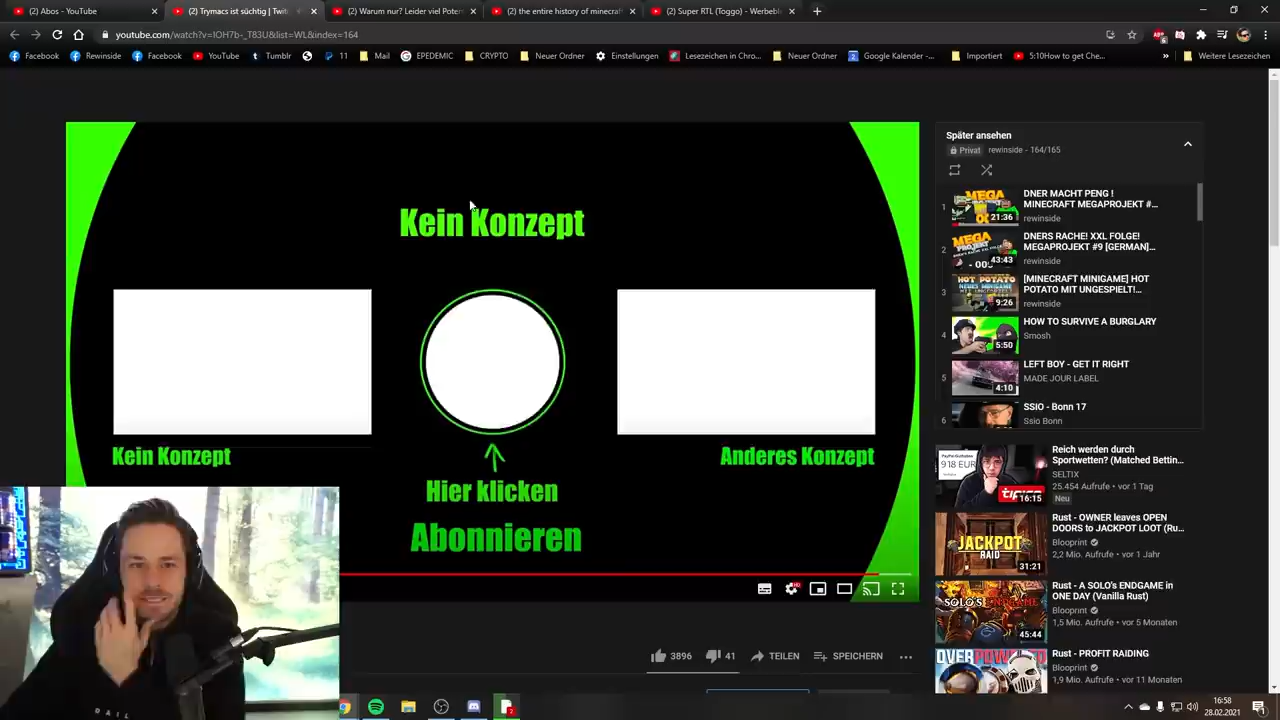 (2) Abos - YouTube
(2) Trymacs ist süchtig | Twitc
(2) Warum nur? Leider viel Poten
(2) the entire history of minecraf
(2) Super RTL (Toggo) - Werbeblo
youtube.com/watch?v=IOH7b-_T83U&list=WL&index=164
Facebook
Rewinside
Facebook
YouTube
Tumblr
11
Mail
EPEDEMIC
CRYPTO
Neuer Ordner
Einstellungen
Lesezeichen in Chro...
Neuer Ordner
Google Kalender -...
Importiert
5:10How to get Che...
»
Weitere Lesezeichen
Kein Konzept
Kein Konzept
Anderes Konzept
Hier klicken
Abonnieren
3896
41
TEILEN
SPEICHERN
Später ansehen
Privat
rewinside - 164/165
1
21:36
DNER MACHT PENG !
MINECRAFT MEGAPROJEKT #...
rewinside
2
43:43
DNERS RACHE! XXL FOLGE!
MEGAPROJEKT #9 [GERMAN]...
rewinside
3
9:26
[MINECRAFT MINIGAME] HOT
POTATO MIT UNGESPIELT!...
rewinside
4
5:50
HOW TO SURVIVE A BURGLARY
Smosh
5
4:10
LEFT BOY - GET IT RIGHT
MADE JOUR LABEL
6
SSIO - Bonn 17
Ssio Bonn
918 EUR
16:15
Reich werden durch
Sportwetten? (Matched Bettin...
SELTIX
25.454 Aufrufe • vor 1 Tag
Neu
JACKPOT
RAID
31:21
Rust - OWNER leaves OPEN
DOORS to JACKPOT LOOT (Ru...
Blooprint
2,2 Mio. Aufrufe • vor 1 Jahr
SOLO'S
ENDGAME
45:44
Rust - A SOLO's ENDGAME in
ONE DAY (Vanilla Rust)
Blooprint
1,5 Mio. Aufrufe • vor 5 Monaten
OVERPOWERED
Rust - PROFIT RAIDING
Blooprint
1,9 Mio. Aufrufe • vor 11 Monaten
DAIL
16:58
28.02.2021